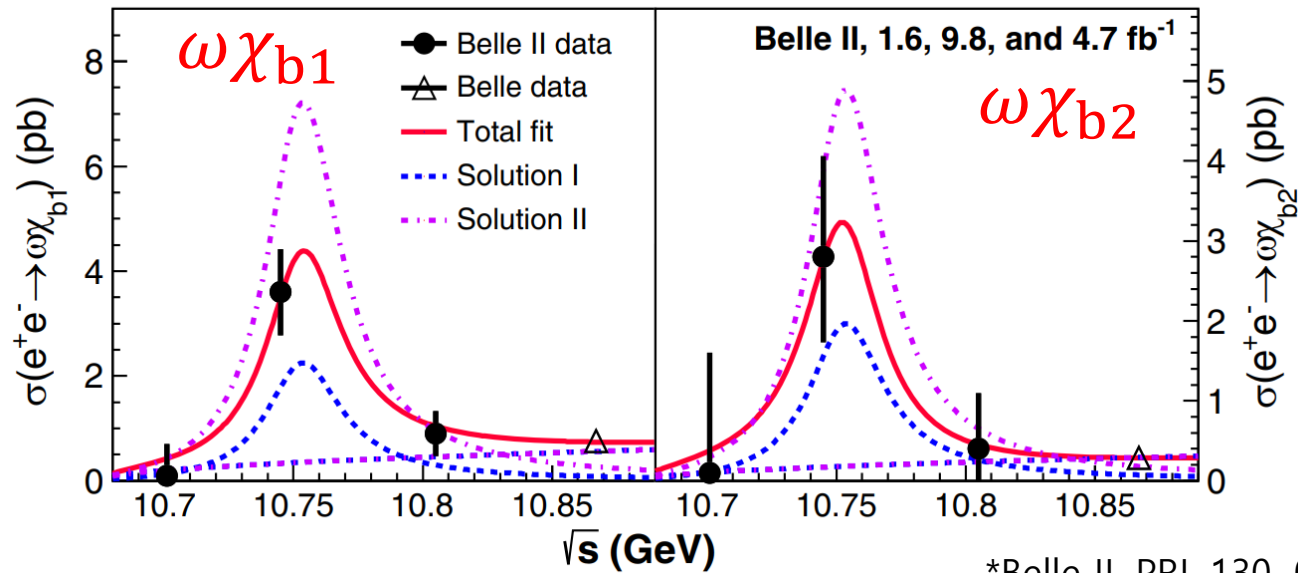 ωχb1
Belle II data
Belle data
Total fit
Solution I
Solution II
Belle II, 1.6, 9.8, and 4.7 fb⁻¹
ωχb2
σ(e⁺e⁻→ωχb1) (pb)
8
6
4
2
0
10.7 10.75 10.8 10.85
10.7 10.75 10.8 10.85
5
4
3
2
1
0
σ(e⁺e⁻→ωχb2) (pb)
√s (GeV)
*Belle II, PRL 130,